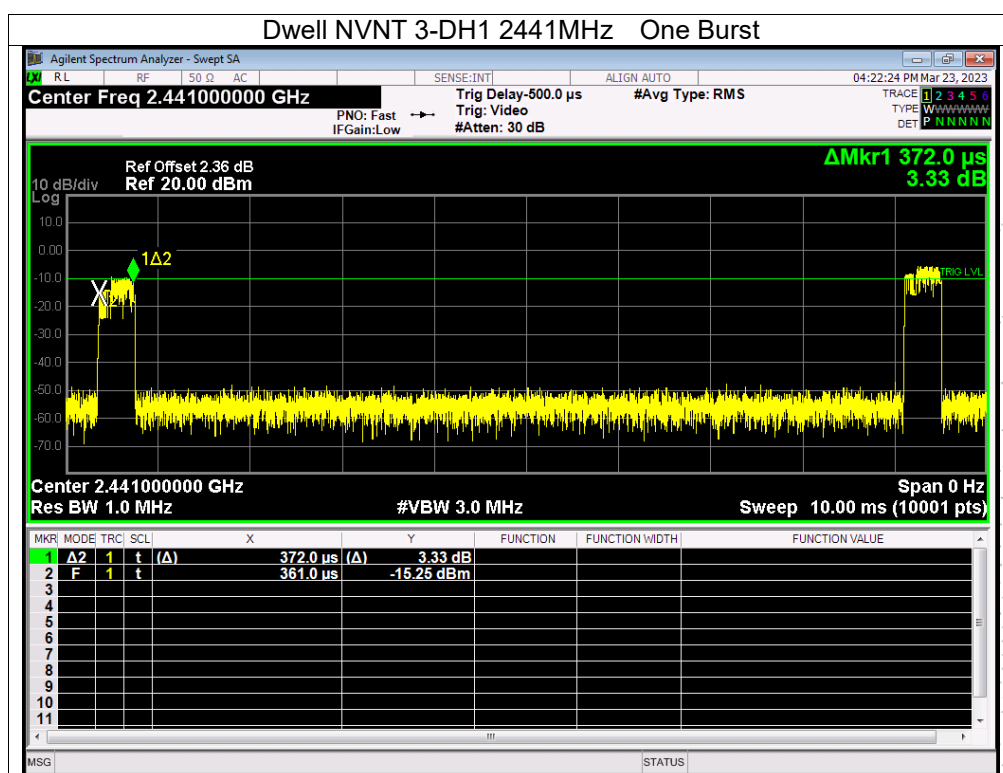 Dwell NVNT 3-DH1 2441MHz One Burst
Agilent Spectrum Analyzer - Swept SA
LXI RL RF 50 Ω AC SENSE:INT ALIGN AUTO 04:22:24 PM Mar 23, 2023
Center Freq 2.441000000 GHz Trig Delay-500.0 µs #Avg Type: RMS TRACE 1 2 3 4 5 6
PNO: Fast Trig: Video TYPE WWWWWW
IFGain:Low #Atten: 30 dB DET P N N N N N
ΔMkr1 372.0 µs
3.33 dB
Ref Offset 2.36 dB
10 dB/div Ref 20.00 dBm
Log
10.0
0.00
1Δ2
-10.0
TRIG LVL
X2
-20.0
-30.0
-40.0
-50.0
-60.0
-70.0
Center 2.441000000 GHz Span 0 Hz
Res BW 1.0 MHz #VBW 3.0 MHz Sweep 10.00 ms (10001 pts)
MKR MODE TRC SCL X Y FUNCTION FUNCTION WIDTH FUNCTION VALUE
1 Δ2 1 t (Δ) 372.0 µs (Δ) 3.33 dB
2 F 1 t 361.0 µs -15.25 dBm
3
4
5
6
7
8
9
10
11
MSG STATUS